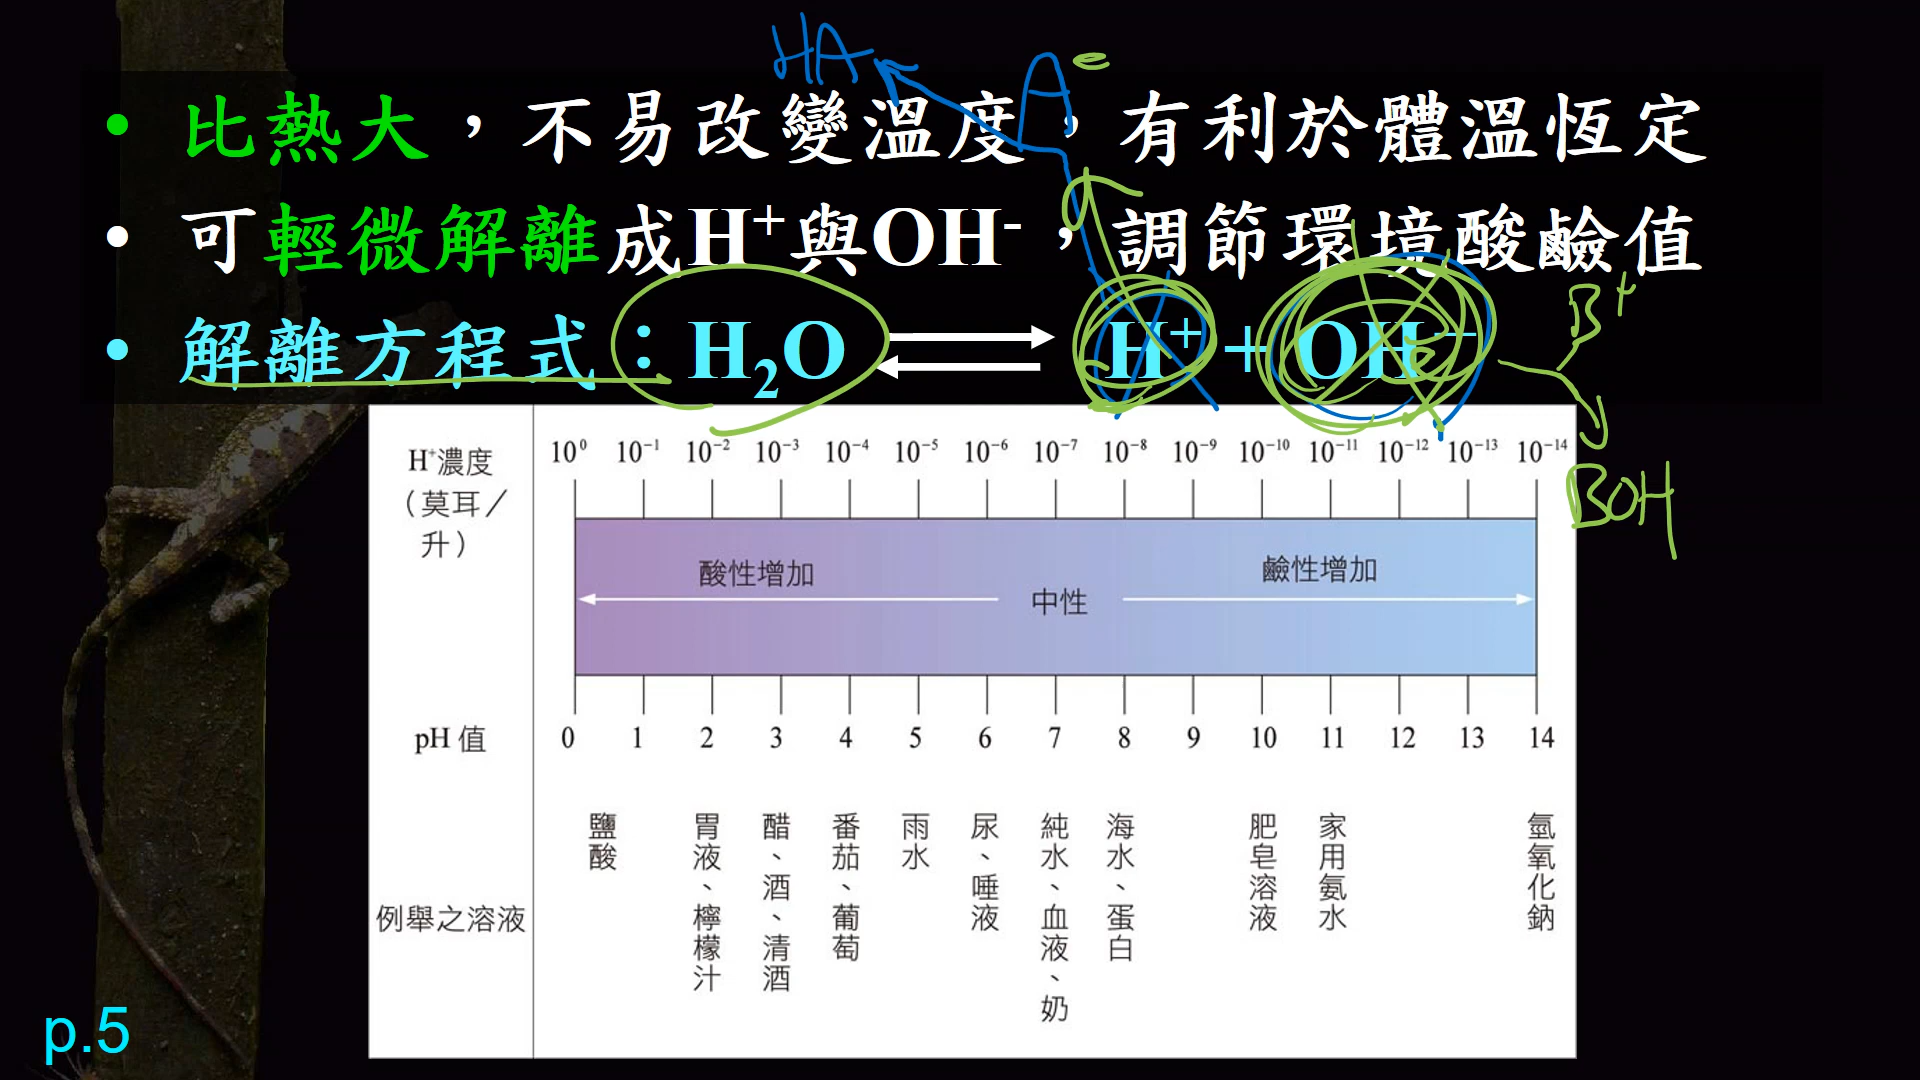 HA A⊖
• 比熱大，不易改變溫度，有利於體溫恆定
• 可輕微解離成H⁺與OH⁻，調節環境酸鹼值
• 解離方程式：H₂O ⇌ H⁺ + OH⁻
B⁺
BOH
H⁺濃度（莫耳／升）
10⁰ 10⁻¹ 10⁻² 10⁻³ 10⁻⁴ 10⁻⁵ 10⁻⁶ 10⁻⁷ 10⁻⁸ 10⁻⁹ 10⁻¹⁰ 10⁻¹¹ 10⁻¹² 10⁻¹³ 10⁻¹⁴
酸性增加 中性 鹼性增加
pH 值 0 1 2 3 4 5 6 7 8 9 10 11 12 13 14
例舉之溶液
鹽酸
胃液、檸檬汁
醋、酒、清酒
番茄、葡萄
雨水
尿、唾液
純水、血液、奶
海水、蛋白
肥皂溶液
家用氨水
氫氧化鈉
p.5